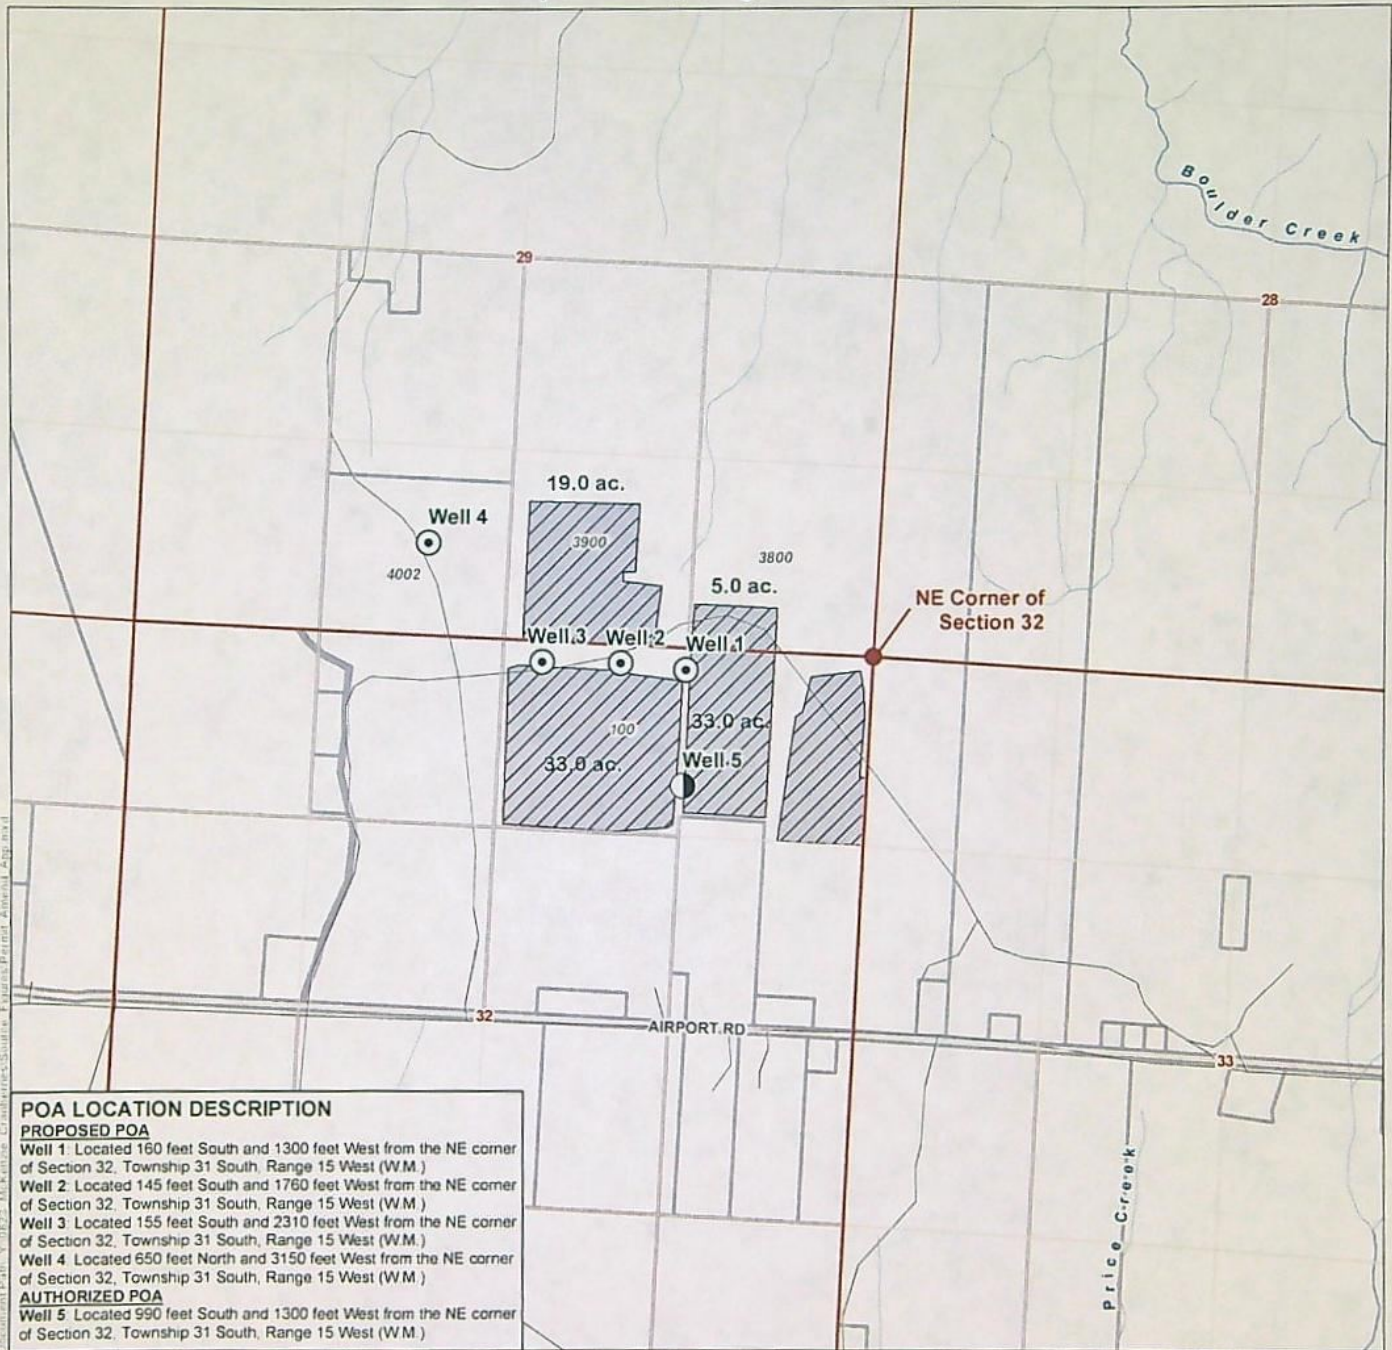 Boulder Creek
29
28
19.0 ac.
Well 4
3900
3800
4002
5.0 ac.
NE Corner of
Section 32
Well 3
Well 2
Well 1
100
33.0 ac.
33.0 ac.
Well 5
32
AIRPORT RD
33
Price Creek
POA LOCATION DESCRIPTION
PROPOSED POA
Well 1: Located 160 feet South and 1300 feet West from the NE corner
of Section 32, Township 31 South, Range 15 West (W.M.)
Well 2: Located 145 feet South and 1760 feet West from the NE corner
of Section 32, Township 31 South, Range 15 West (W.M.)
Well 3: Located 155 feet South and 2310 feet West from the NE corner
of Section 32, Township 31 South, Range 15 West (W.M.)
Well 4: Located 650 feet North and 3150 feet West from the NE corner
of Section 32, Township 31 South, Range 15 West (W.M.)
AUTHORIZED POA
Well 5: Located 990 feet South and 1300 feet West from the NE corner
of Section 32, Township 31 South, Range 15 West (W.M.)